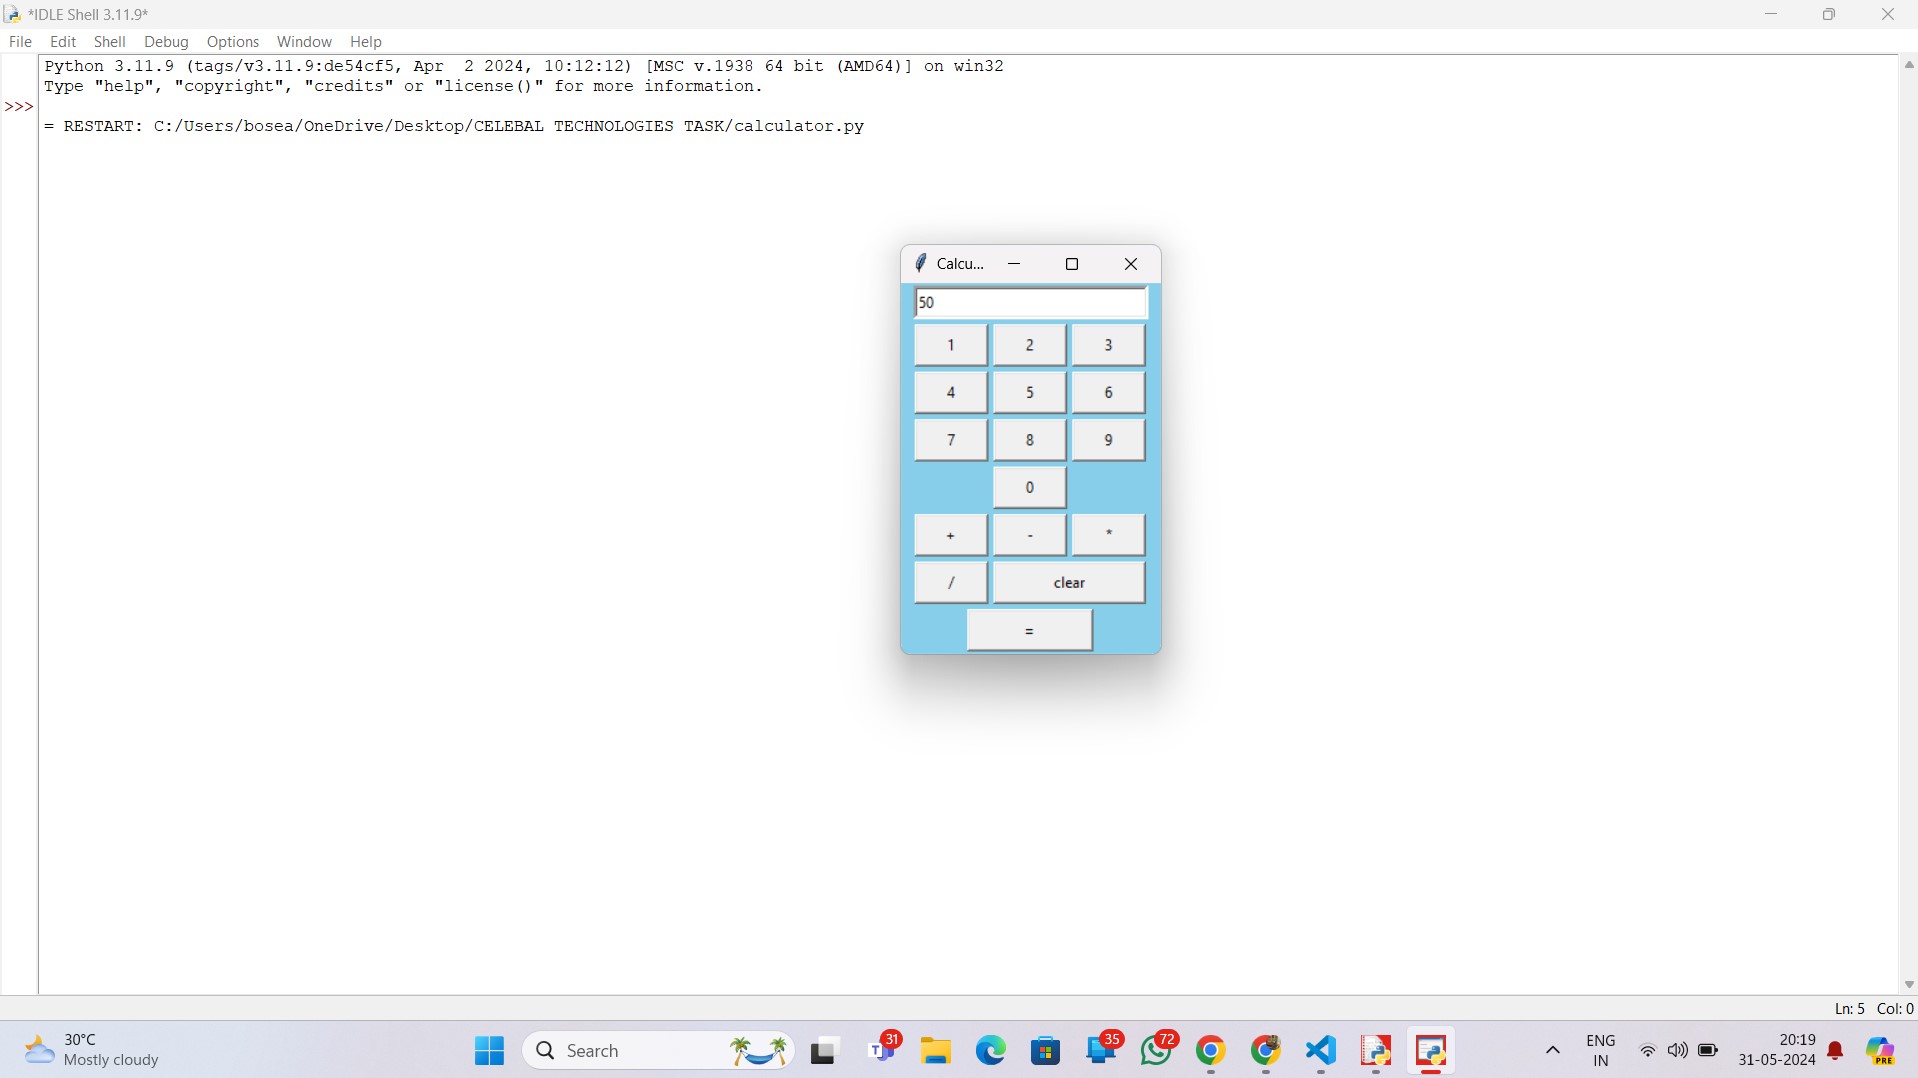 *IDLE Shell 3.11.9*
File Edit Shell Debug Options Window Help
Python 3.11.9 (tags/v3.11.9:de54cf5, Apr  2 2024, 10:12:12) [MSC v.1938 64 bit (AMD64)] on win32
Type "help", "copyright", "credits" or "license()" for more information.
>>>
= RESTART: C:/Users/bosea/OneDrive/Desktop/CELEBAL TECHNOLOGIES TASK/calculator.py
Calcu...
50
1 2 3
4 5 6
7 8 9
0
+ - *
/ clear
=
Ln: 5 Col: 0
30°C
Mostly cloudy
Search
31
35
72
ENG
IN
20:19
31-05-2024
PRE